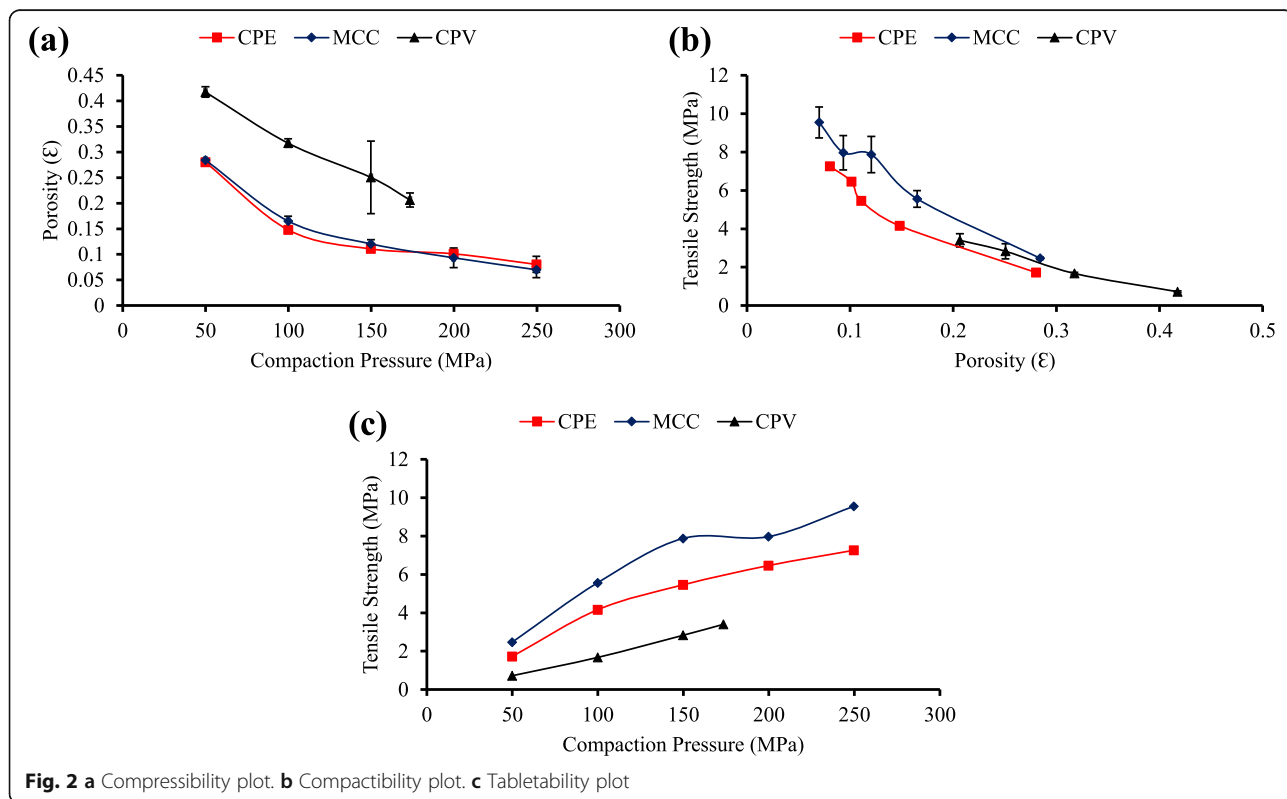 (a)
CPE MCC CPV
0.45
0.4
0.35
0.3
0.25
0.2
0.15
0.1
0.05
0
Porosity (Ɛ)
0 50 100 150 200 250 300
Compaction Pressure (MPa)
(b)
CPE MCC CPV
12
10
8
6
4
2
0
Tensile Strength (MPa)
0 0.1 0.2 0.3 0.4 0.5
Porosity (Ɛ)
(c)
CPE MCC CPV
12
10
8
6
4
2
0
Tensile Strength (MPa)
0 50 100 150 200 250 300
Compaction Pressure (MPa)
Fig. 2 a Compressibility plot. b Compactibility plot. c Tabletability plot